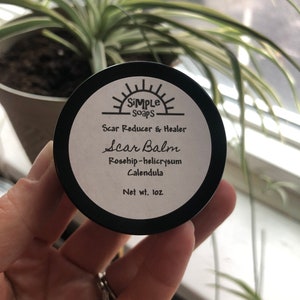 SiMPLE
SOAPS
Scar Reducer & Healer
Scar Balm
Rosehip-helicrysum
Calendula
Net wt. 1oz